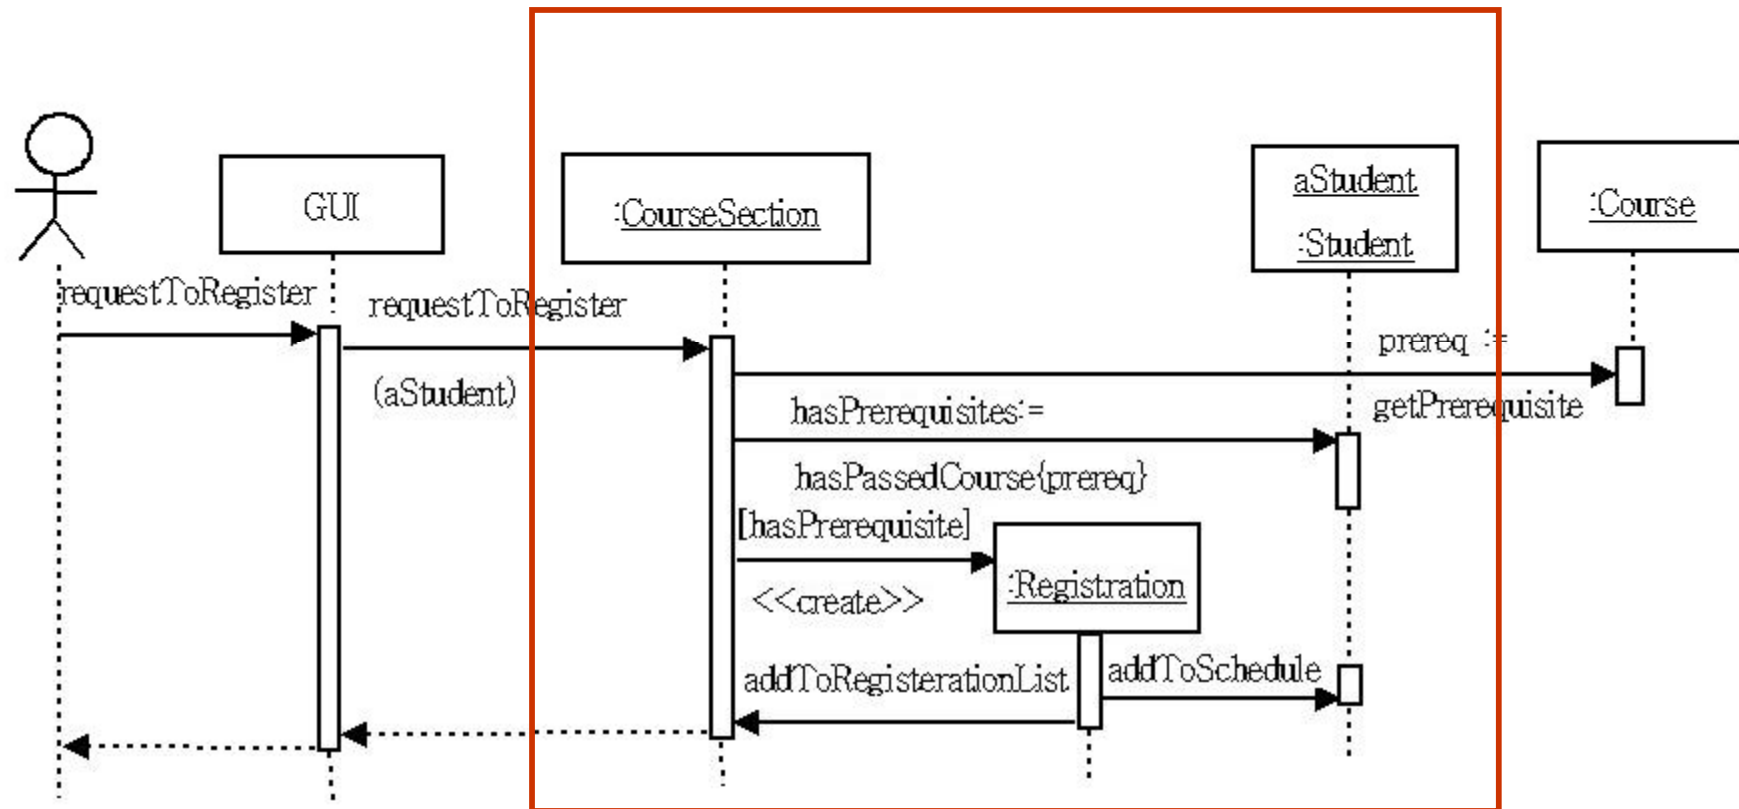 GUI
:CourseSection
aStudent
:Student
:Course
requestToRegister
requestToRegister
(aStudent)
prereq :=
getPrerequisite
hasPrerequisites:=
hasPassedCourse{prereq}
[hasPrerequisite]
<<create>>
:Registration
addToRegisterationList
addToSchedule